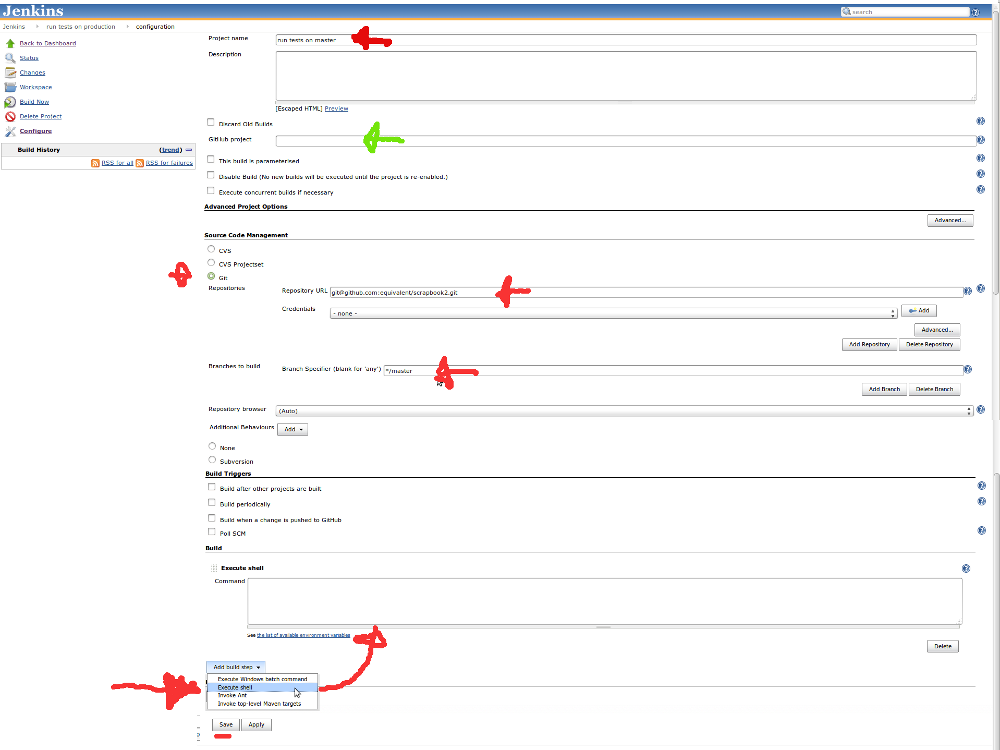 Jenkins
search
Jenkins run tests on production configuration
Back to Dashboard
Status
Changes
Workspace
Build Now
Delete Project
Configure
Build History (trend)
RSS for all RSS for failures
Project name run tests on master
Description
[Escaped HTML] Preview
Discard Old Builds
GitHub project
This build is parameterised
Disable Build (No new builds will be executed until the project is re-enabled.)
Execute concurrent builds if necessary
Advanced Project Options
Advanced...
Source Code Management
CVS
CVS Projectset
Git
Repositories Repository URL git@github.com:equivalent/scrapbook2.git
Credentials - none - Add
Advanced...
Add Repository Delete Repository
Branches to build Branch Specifier (blank for 'any') */master
Add Branch Delete Branch
Repository browser (Auto)
Additional Behaviours Add
None
Subversion
Build Triggers
Build after other projects are built
Build periodically
Build when a change is pushed to GitHub
Poll SCM
Build
Execute shell
Command
See the list of available environment variables
Delete
Add build step
Execute Windows batch command
Execute shell
Invoke Ant
Invoke top-level Maven targets
Save Apply